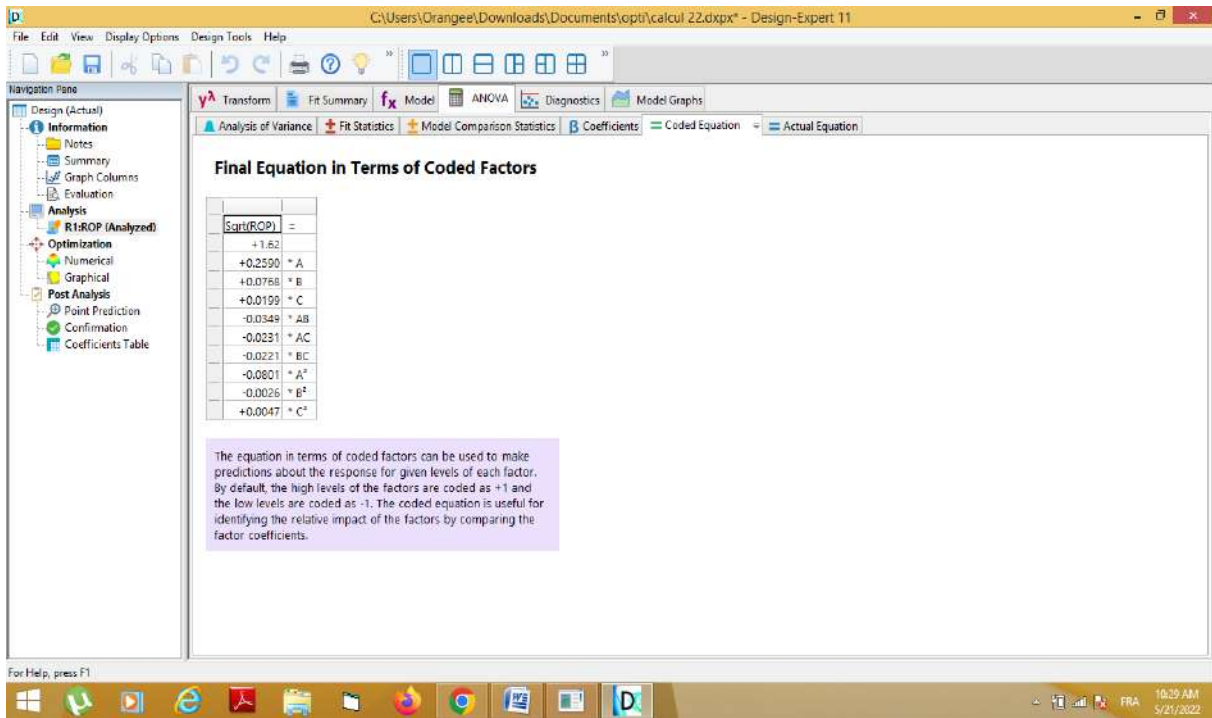 C:\Users\Orangee\Downloads\Documents\opti\calcul 22.dxpx* - Design-Expert 11
File Edit View Display Options Design Tools Help
Navigation Pane
Design (Actual)
Information
Notes
Summary
Graph Columns
Evaluation
Analysis
R1:ROP (Analyzed)
Optimization
Numerical
Graphical
Post Analysis
Point Prediction
Confirmation
Coefficients Table
yλ Transform Fit Summary fx Model ANOVA Diagnostics Model Graphs
Analysis of Variance Fit Statistics Model Comparison Statistics β Coefficients Coded Equation Actual Equation
Final Equation in Terms of Coded Factors
Sqrt(ROP) =
+1.62
+0.2590 * A
+0.0768 * B
+0.0199 * C
-0.0349 * AB
-0.0231 * AC
-0.0221 * BC
-0.0801 * A²
-0.0026 * B²
+0.0047 * C²
The equation in terms of coded factors can be used to make
predictions about the response for given levels of each factor.
By default, the high levels of the factors are coded as +1 and
the low levels are coded as -1. The coded equation is useful for
identifying the relative impact of the factors by comparing the
factor coefficients.
For Help, press F1
FRA
10:29 AM
5/21/2022